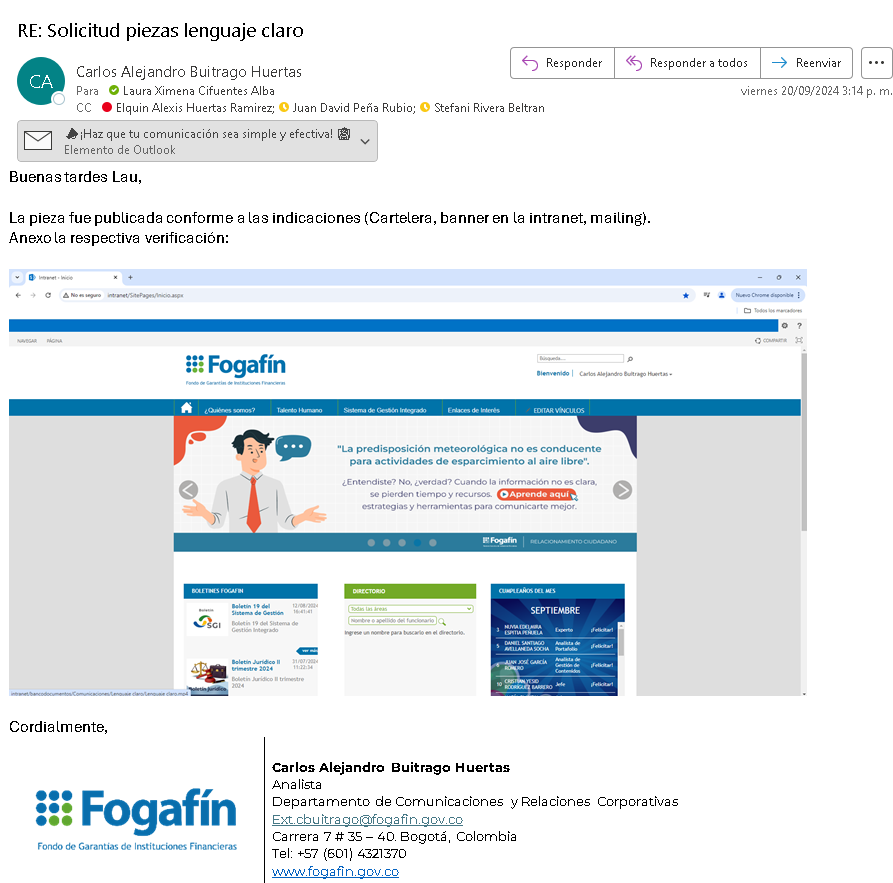 RE: Solicitud piezas lenguaje claro
CA
Carlos Alejandro Buitrago Huertas
Para Laura Ximena Cifuentes Alba
CC Elquin Alexis Huertas Ramirez; Juan David Peña Rubio; Stefani Rivera Beltran
Responder
Responder a todos
Reenviar
viernes 20/09/2024 3:14 p. m.
¡Haz que tu comunicación sea simple y efectiva!
Elemento de Outlook
Buenas tardes Lau,
La pieza fue publicada conforme a las indicaciones (Cartelera, banner en la intranet, mailing).
Anexo la respectiva verificación:
intranet - Inicio
No es seguro intranet/SitePages/Inicio.aspx
Nuevo Chrome disponible
Todos los marcadores
NAVEGAR PÁGINA
COMPARTIR
Fogafín
Fondo de Garantías de Instituciones Financieras
Búsqueda...
Bienvenido Carlos Alejandro Buitrago Huertas
¿Quiénes somos? Talento Humano Sistema de Gestión Integrado Enlaces de Interés EDITAR VÍNCULOS
"La predisposición meteorológica no es conducente
para actividades de esparcimiento al aire libre".
¿Entendiste? No, ¿verdad? Cuando la información no es clara,
se pierden tiempo y recursos. Aprende aquí
estrategias y herramientas para comunicarte mejor.
Fogafín RELACIONAMIENTO CIUDADANO
BOLETINES FOGAFIN
Boletín
SGI
Boletín 19 del
Sistema de Gestión
12/08/2024
16:41:41
Boletín 19 del Sistema de
Gestión Integrado
ver más
Boletín Jurídico
Boletín Jurídico II
trimestre 2024
31/07/2024
11:22:34
Boletín Jurídico II trimestre
2024
DIRECTORIO
Todas las áreas
Nombre o apellido del funcionario
Ingrese un nombre para buscarlo en el directorio.
CUMPLEAÑOS DEL MES
SEPTIEMBRE
3 NUVIA EDELMIRA ESPITIA PEÑUELA Experto ¡Felicitar!
5 DANIEL SANTIAGO AVELLANEDA SOCHA Analista de Portafolio ¡Felicitar!
JUAN JOSÉ GARCÍA ROMERO Analista de Gestión de Contenidos ¡Felicitar!
10 CRISTIAN YESID RODRÍGUEZ BARRERO Jefe ¡Felicitar!
intranet/bancodocumentos/Comunicaciones/Lenguaje claro/Lenguaje claro.mp4
Cordialmente,
Fogafín
Fondo de Garantías de Instituciones Financieras
Carlos Alejandro Buitrago Huertas
Analista
Departamento de Comunicaciones y Relaciones Corporativas
Ext.cbuitrago@fogafin.gov.co
Carrera 7 # 35 – 40. Bogotá, Colombia
Tel: +57 (601) 4321370
www.fogafin.gov.co